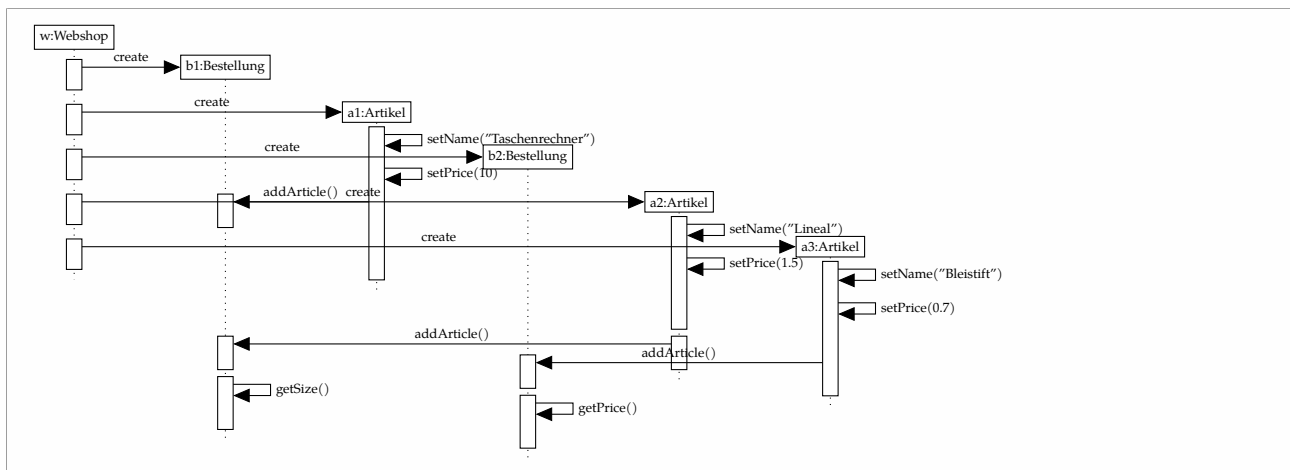 w:Webshop
create
b1:Bestellung
create
a1:Artikel
setName(”Taschenrechner”)
create
b2:Bestellung
setPrice(10)
addArticle()
create
a2:Artikel
setName(”Lineal”)
create
a3:Artikel
setPrice(1.5)
setName(”Bleistift”)
setPrice(0.7)
addArticle()
addArticle()
getSize()
getPrice()